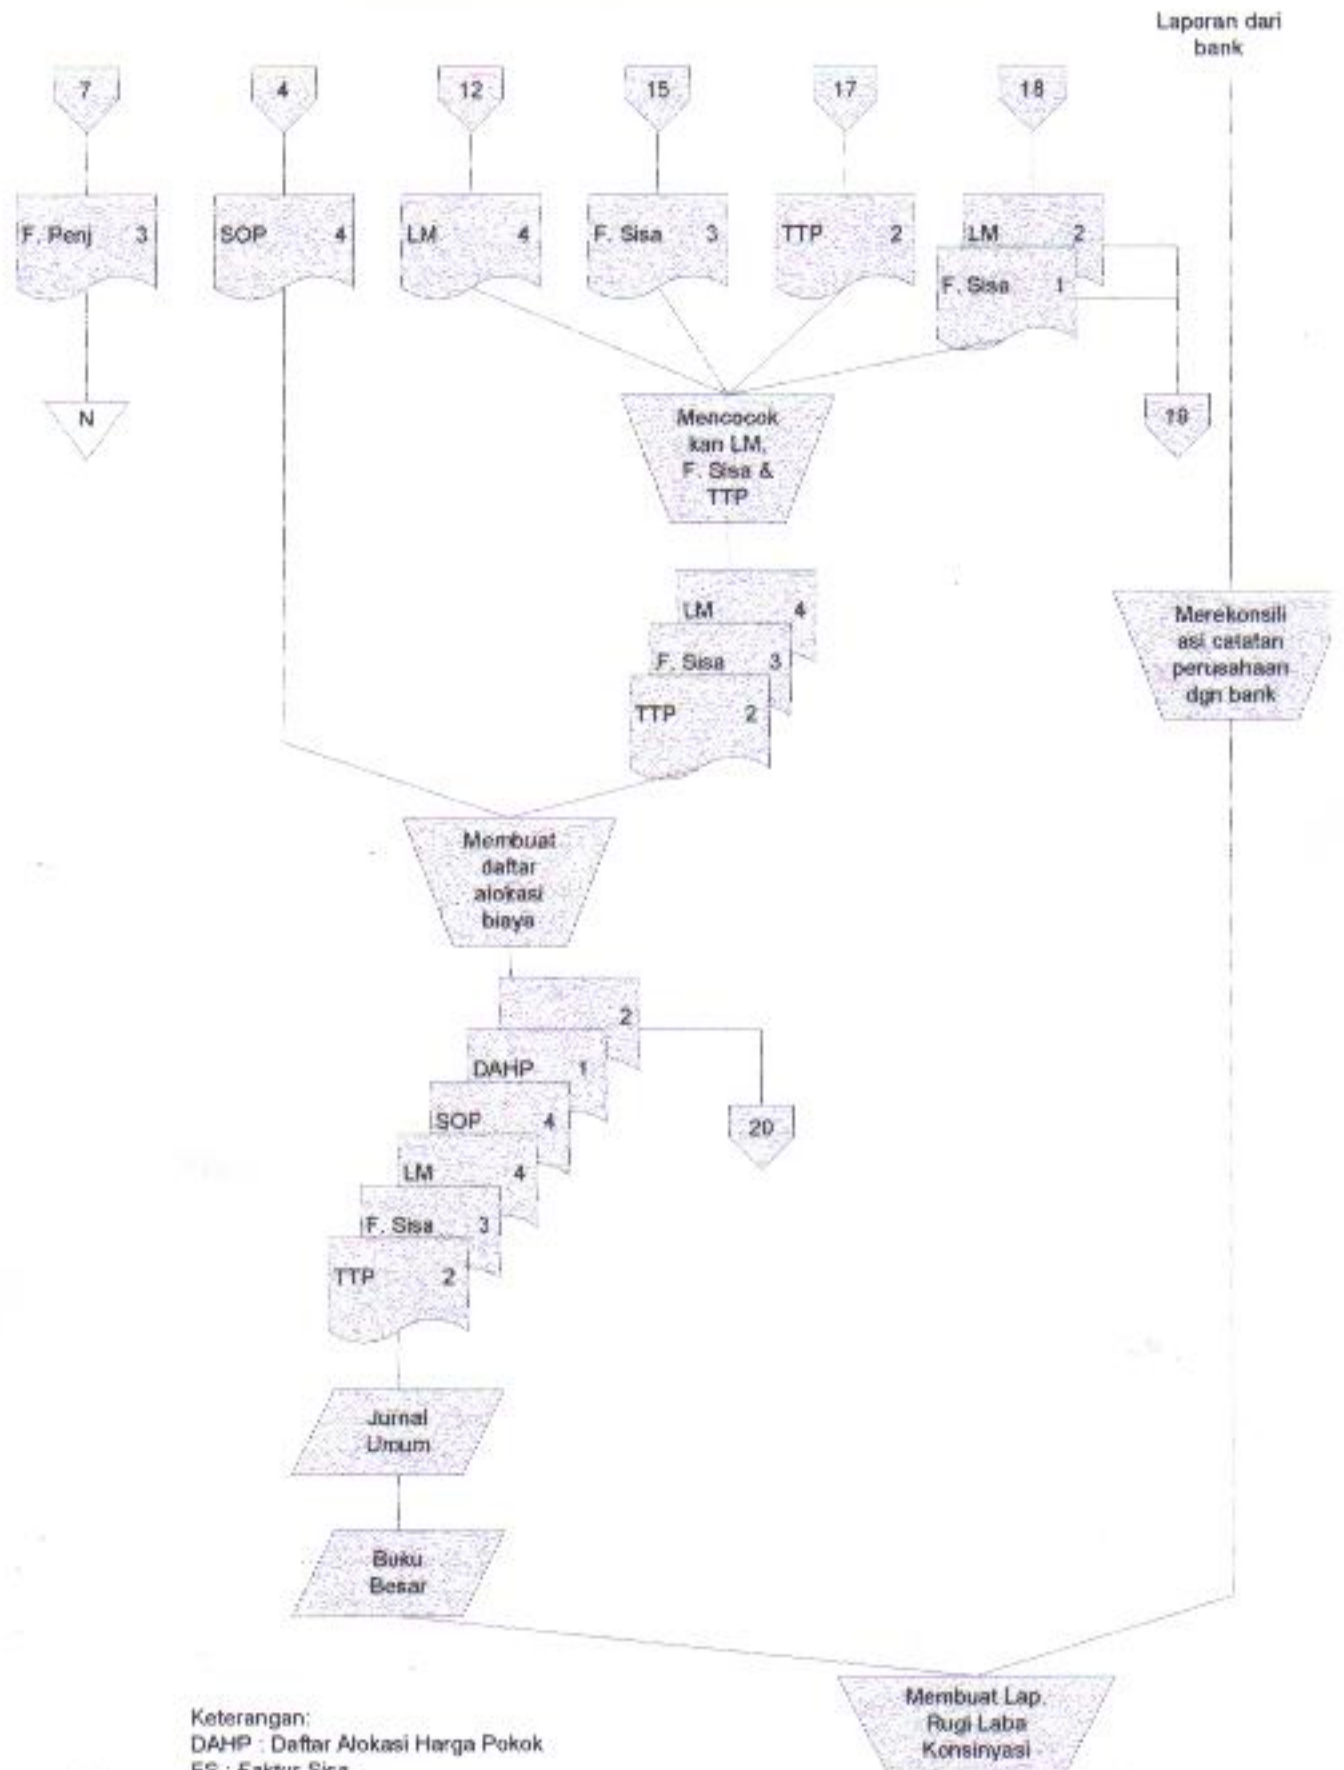 Laporan dari
bank
7
4
12
15
17
18
F. Penj 3
SOP 4
LM 4
F. Sisa 3
TTP 2
LM 2
F. Sisa 1
N
19
Mencocok
kan LM,
F. Sisa &
TTP
LM 4
F. Sisa 3
TTP 2
Merekonsili
asi catatan
perusahaan
dgn bank
Membuat
daftar
alokasi
biaya
2
DAHP 1
SOP 4
LM 4
F. Sisa 3
TTP 2
20
Jurnal
Umum
Buku
Besar
Membuat Lap.
Rugi Laba
Konsinyasi
Keterangan:
DAHP : Daftar Alokasi Harga Pokok
FS : Faktur Sisa